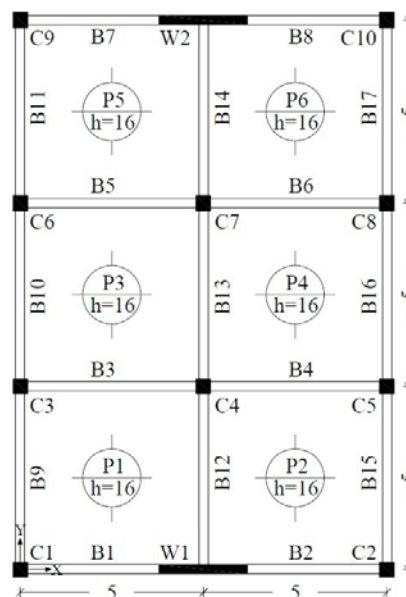 C9 B7 W2 B8 C10
B11 P5 B14 P6 B17
h=16 h=16
B5 B6
C6 C7 C8
B10 P3 B13 P4 B16
h=16 h=16
B3 B4
C3 C4 C5
B9 P1 B12 P2 B15
h=16 h=16
Y
C1 B1 W1 B2 C2
X
5 5